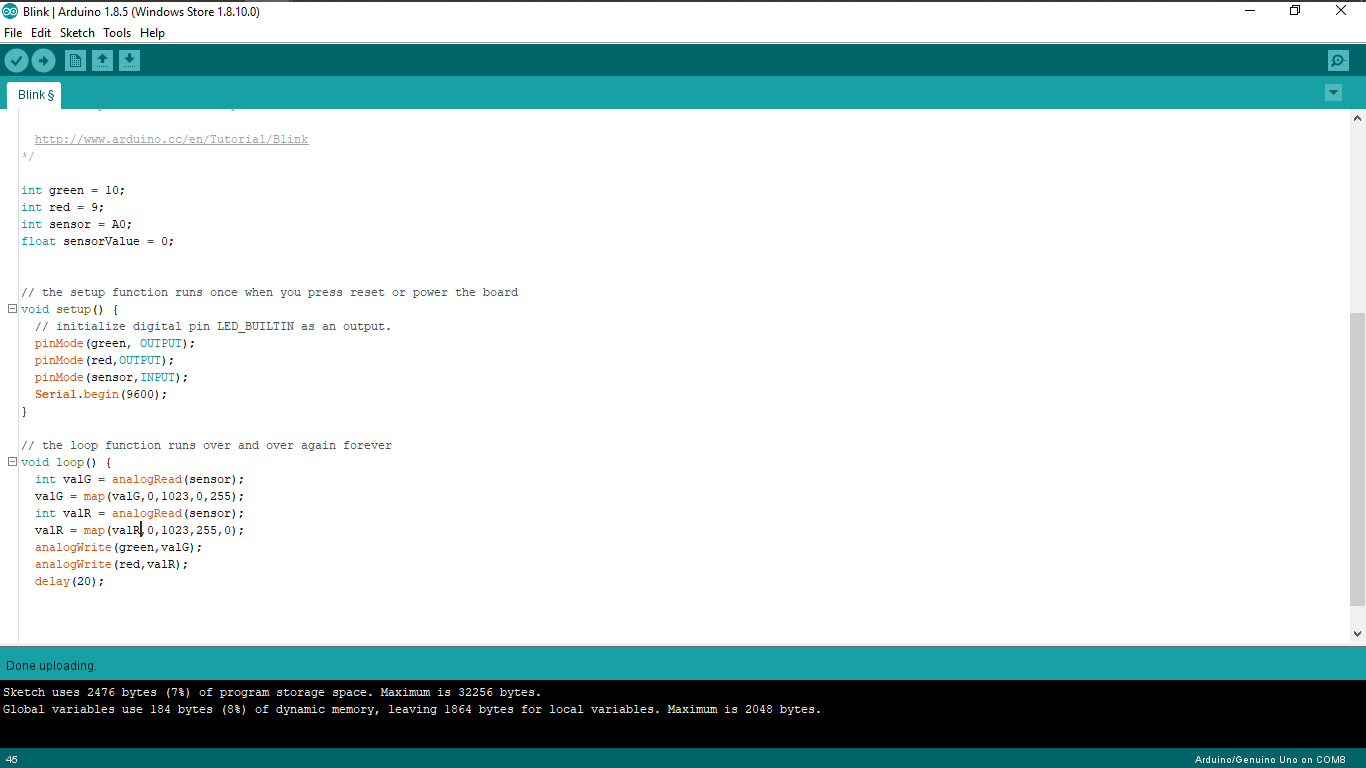 Blink | Arduino 1.8.5 (Windows Store 1.8.10.0)
File Edit Sketch Tools Help
Blink §
http://www.arduino.cc/en/Tutorial/Blink
*/
int green = 10;
int red = 9;
int sensor = A0;
float sensorValue = 0;
// the setup function runs once when you press reset or power the board
void setup() {
// initialize digital pin LED_BUILTIN as an output.
pinMode(green, OUTPUT);
pinMode(red,OUTPUT);
pinMode(sensor,INPUT);
Serial.begin(9600);
}
// the loop function runs over and over again forever
void loop() {
int valG = analogRead(sensor);
valG = map(valG,0,1023,0,255);
int valR = analogRead(sensor);
valR = map(valR,0,1023,255,0);
analogWrite(green,valG);
analogWrite(red,valR);
delay(20);
Done uploading.
Sketch uses 2476 bytes (7%) of program storage space. Maximum is 32256 bytes.
Global variables use 184 bytes (8%) of dynamic memory, leaving 1864 bytes for local variables. Maximum is 2048 bytes.
45 Arduino/Genuino Uno on COM8